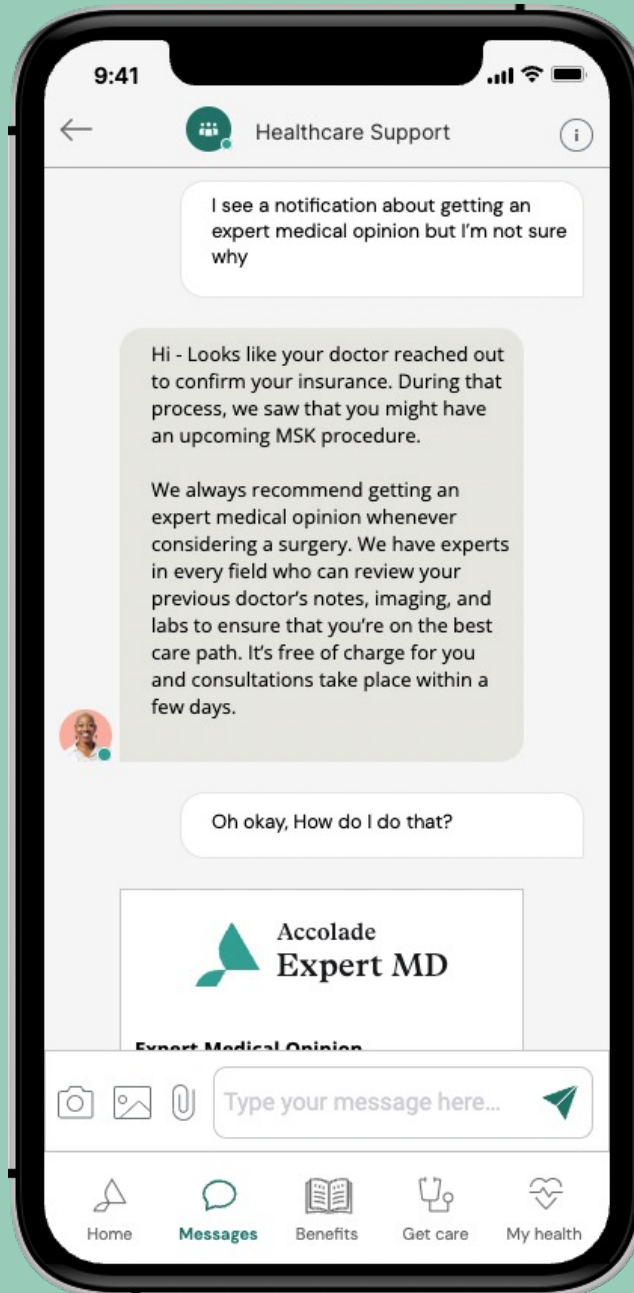 9:41
Healthcare Support
i
I see a notification about getting an
expert medical opinion but I'm not sure
why
Hi - Looks like your doctor reached out
to confirm your insurance. During that
process, we saw that you might have
an upcoming MSK procedure.
We always recommend getting an
expert medical opinion whenever
considering a surgery. We have experts
in every field who can review your
previous doctor's notes, imaging, and
labs to ensure that you're on the best
care path. It's free of charge for you
and consultations take place within a
few days.
Oh okay, How do I do that?
Accolade
Expert MD
Expert Medical Opinion
Type your message here...
Home
Messages
Benefits
Get care
My health